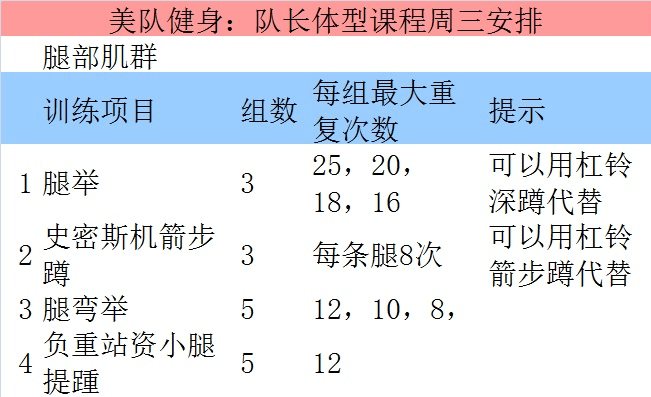 美队健身：队长体型课程周三安排
腿部肌群
训练项目 组数 每组最大重
复次数 提示
1 腿举 3 25，20，
18，16 可以用杠铃
深蹲代替
2 史密斯机箭步
蹲 3 每条腿8次 可以用杠铃
箭步蹲代替
3 腿弯举 5 12，10，8，
4 负重站资小腿
提踵 5 12